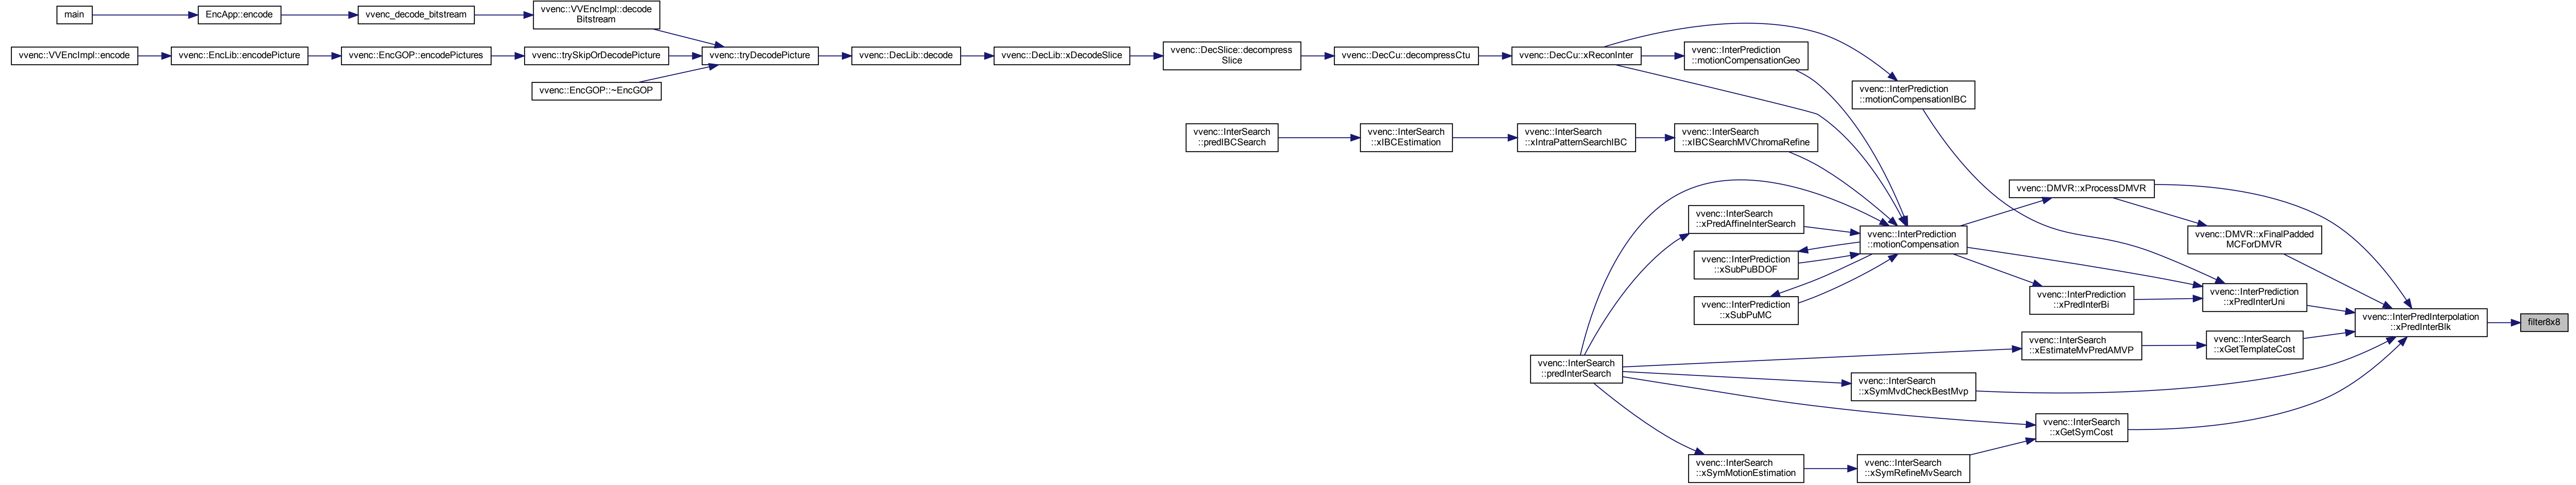 main
EncApp::encode
vvenc_decode_bitstream
vvenc::VVEncImpl::decode
Bitstream
vvenc::VVEncImpl::encode
vvenc::EncLib::encodePicture
vvenc::EncGOP::encodePictures
vvenc::trySkipOrDecodePicture
vvenc::tryDecodePicture
vvenc::DecLib::decode
vvenc::DecLib::xDecodeSlice
vvenc::DecSlice::decompress
Slice
vvenc::DecCu::decompressCtu
vvenc::DecCu::xReconInter
vvenc::InterPrediction
::motionCompensationGeo
vvenc::EncGOP::~EncGOP
vvenc::InterPrediction
::motionCompensationIBC
vvenc::InterSearch
::predIBCSearch
vvenc::InterSearch
::xIBCEstimation
vvenc::InterSearch
::xIntraPatternSearchIBC
vvenc::InterSearch
::xIBCSearchMVChromaRefine
vvenc::DMVR::xProcessDMVR
vvenc::InterSearch
::xPredAffineInterSearch
vvenc::InterPrediction
::motionCompensation
vvenc::DMVR::xFinalPadded
MCForDMVR
vvenc::InterPrediction
::xSubPuBDOF
vvenc::InterPrediction
::xSubPuMC
vvenc::InterPrediction
::xPredInterBi
vvenc::InterPrediction
::xPredInterUni
vvenc::InterPredInterpolation
::xPredInterBlk
filter8x8
vvenc::InterSearch
::xEstimateMvPredAMVP
vvenc::InterSearch
::xGetTemplateCost
vvenc::InterSearch
::predInterSearch
vvenc::InterSearch
::xSymMvdCheckBestMvp
vvenc::InterSearch
::xGetSymCost
vvenc::InterSearch
::xSymMotionEstimation
vvenc::InterSearch
::xSymRefineMvSearch